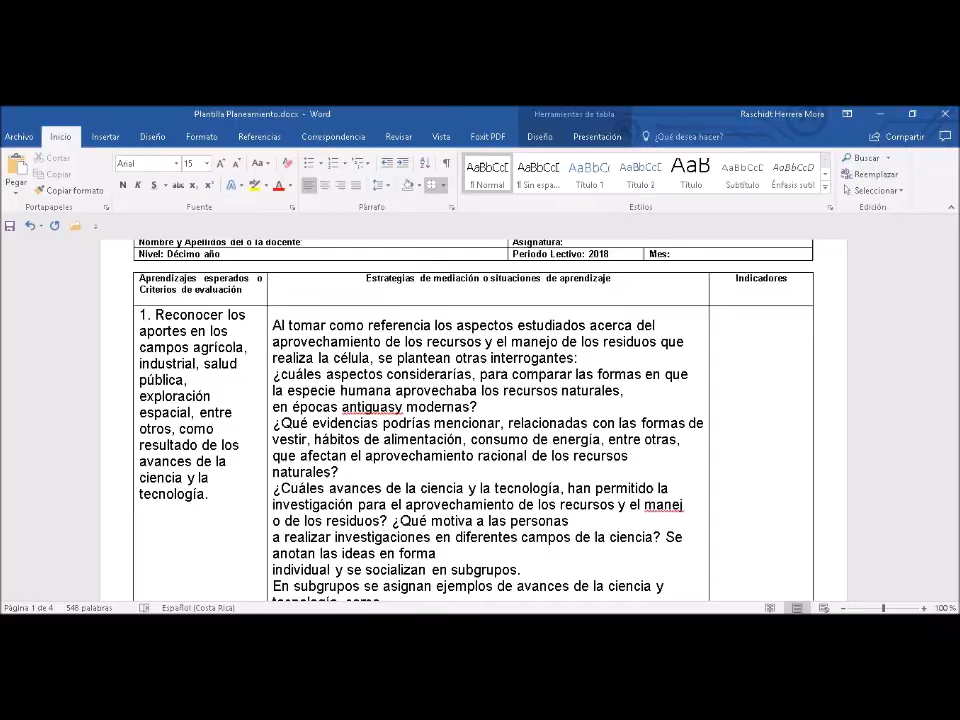 Plantilla Planeamiento.docx - Word
Herramientas de tabla
Raschidt Herrera Mora
Archivo Inicio Insertar Diseño Formato Referencias Correspondencia Revisar Vista Foxit PDF Diseño Presentación ¿Qué desea hacer? Compartir
Pegar
Cortar
Copiar
Copiar formato
Portapapeles
Arial 15 A A Aa
N K S abc x₂ x² A A
Fuente
Párrafo
AaBbCcD AaBbCcD AaBbCc AaBbCcD AaB AaBbCcD AaBbCcD
¶ Normal ¶ Sin espa... Título 1 Título 2 Título Subtítulo Énfasis sutil
Estilos
Buscar
Reemplazar
Seleccionar
Edición
Nombre y Apellidos del o la docente: Asignatura:
Nivel: Décimo año Periodo Lectivo: 2018 Mes:
Aprendizajes esperados o
Criterios de evaluación
Estrategias de mediación o situaciones de aprendizaje
Indicadores
1. Reconocer los
aportes en los
campos agrícola,
industrial, salud
pública,
exploración
espacial, entre
otros, como
resultado de los
avances de la
ciencia y la
tecnología.
Al tomar como referencia los aspectos estudiados acerca del
aprovechamiento de los recursos y el manejo de los residuos que
realiza la célula, se plantean otras interrogantes:
¿cuáles aspectos considerarías, para comparar las formas en que
la especie humana aprovechaba los recursos naturales,
en épocas antiguasy modernas?
¿Qué evidencias podrías mencionar, relacionadas con las formas de
vestir, hábitos de alimentación, consumo de energía, entre otras,
que afectan el aprovechamiento racional de los recursos
naturales?
¿Cuáles avances de la ciencia y la tecnología, han permitido la
investigación para el aprovechamiento de los recursos y el manej
o de los residuos? ¿Qué motiva a las personas
a realizar investigaciones en diferentes campos de la ciencia? Se
anotan las ideas en forma
individual y se socializan en subgrupos.
En subgrupos se asignan ejemplos de avances de la ciencia y
tecnología, como
Página 1 de 4 548 palabras Español (Costa Rica) 100 %